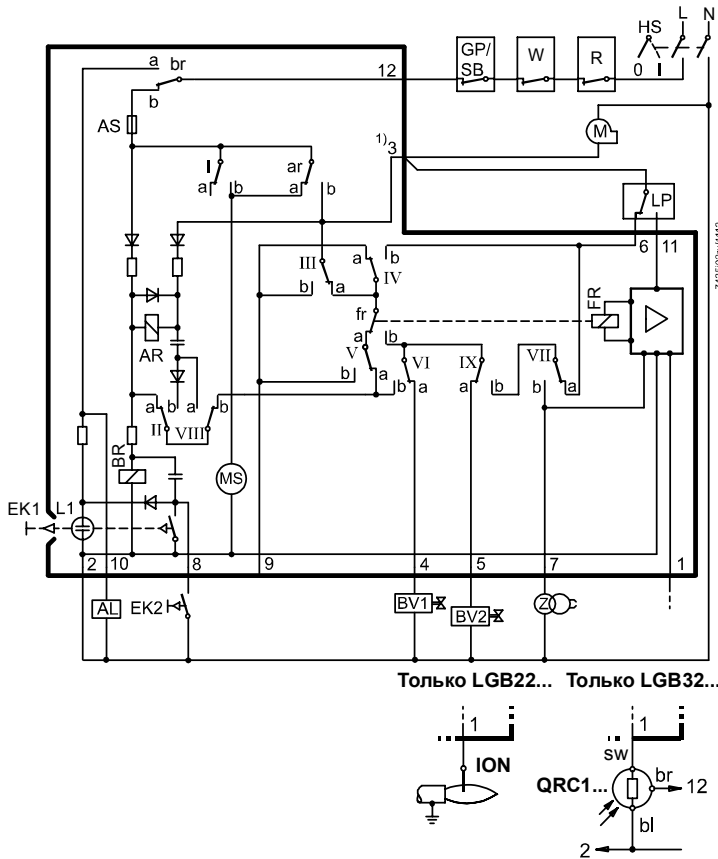 HS L N
GP/ SB W R
a br 12 0 I
b
AS
M
1) 3
I ar
a b a b
LP
6 11
III a b IV
b a
fr
FR
a b
AR
V VI IX VII
b a b a a b b a
a b a b
II VIII
BR
MS
EK1 L1
2 10 8 9 4 5 7 1
AL EK2 BV1 Z
BV2
Только LGB22... Только LGB32...
1 1
sw
ION QRC1... br 12
bl
2